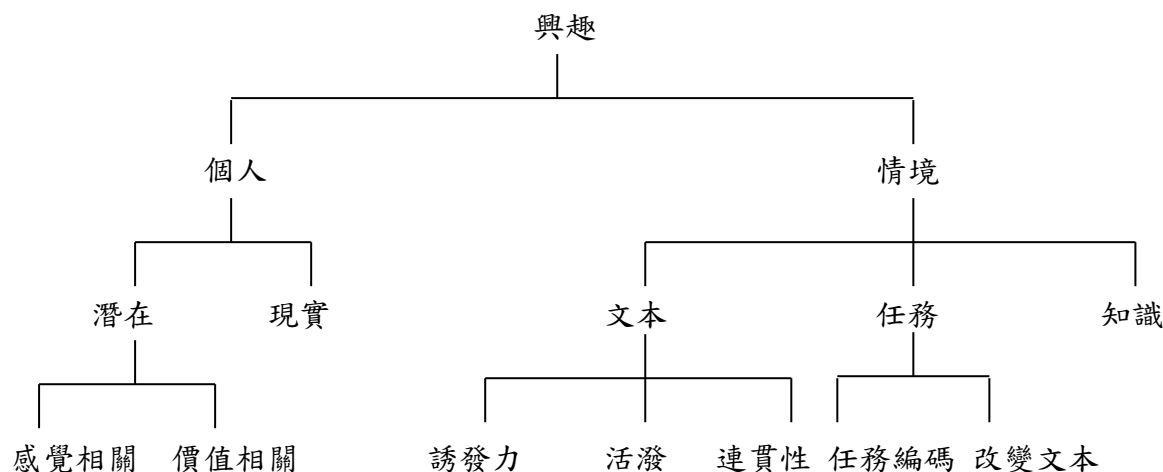 興趣
個人 情境
潛在 現實 文本 任務 知識
感覺相關 價值相關 誘發力 活潑 連貫性 任務編碼 改變文本